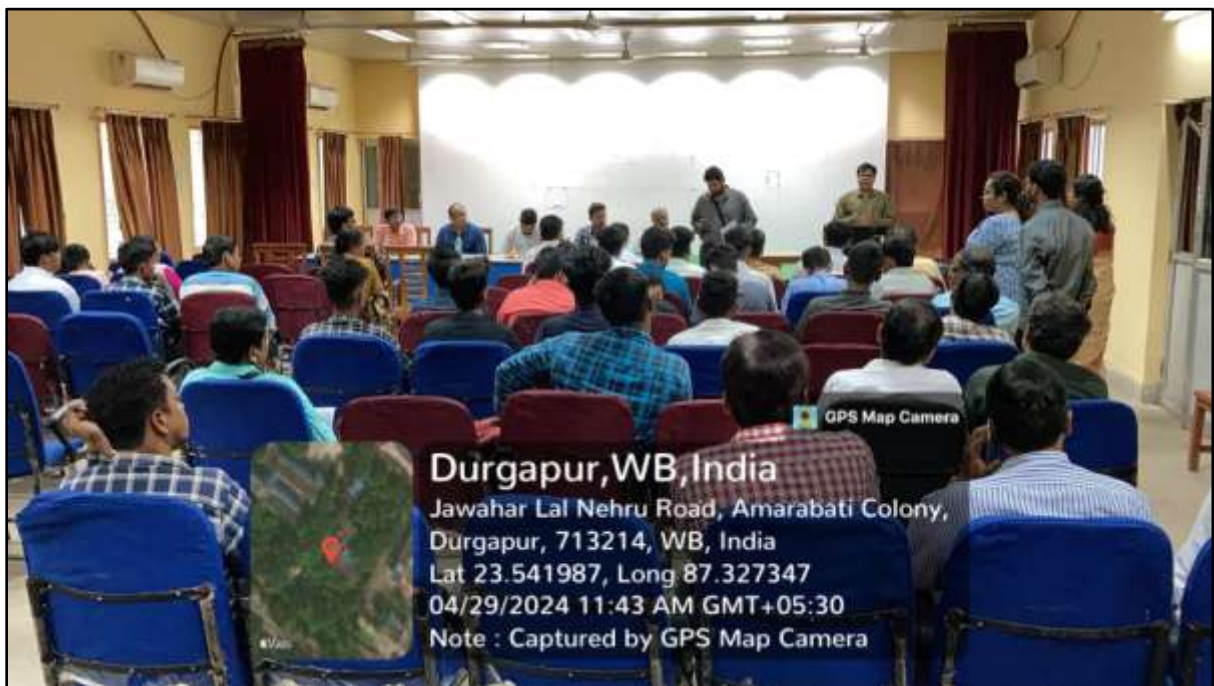 GPS Map Camera
Durgapur,WB,India
Jawahar Lal Nehru Road, Amarabati Colony,
Durgapur, 713214, WB, India
Lat 23.541987, Long 87.327347
04/29/2024 11:43 AM GMT+05:30
Note : Captured by GPS Map Camera